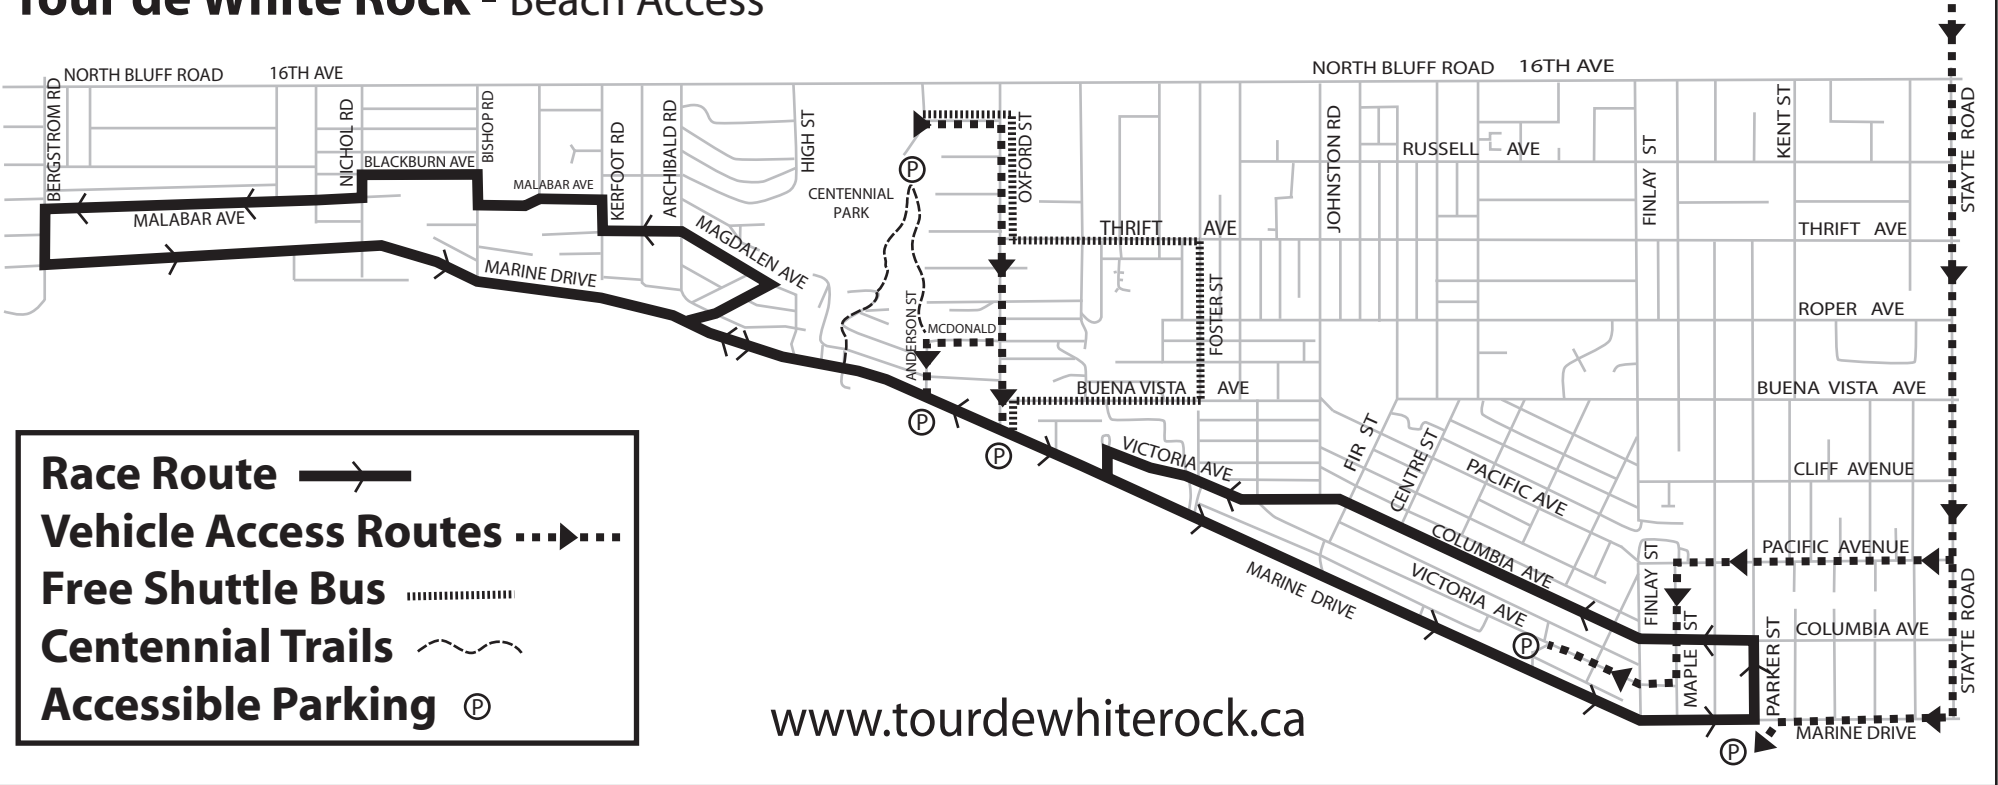 Tour de White Rock - Beach Access
NORTH BLUFF ROAD 16TH AVE
NORTH BLUFF ROAD 16TH AVE
BERGSTROM RD
NICHOL RD
BLACKBURN AVE
BISHOP RD
MALABAR AVE
KERFOOT RD
ARCHIBALD RD
HIGH ST
MALABAR AVE
MAGDALEN AVE
MARINE DRIVE
P
CENTENNIAL
PARK
OXFORD ST
THRIFT AVE
FOSTER ST
ANDERSON ST
MCDONALD
BUENA VISTA AVE
P
P
JOHNSTON RD
RUSSELL AVE
FINLAY ST
KENT ST
STAYTE ROAD
THRIFT AVE
ROPER AVE
BUENA VISTA AVE
CLIFF AVENUE
VICTORIA AVE
FIR ST
CENTRE ST
PACIFIC AVE
COLUMBIA AVE
VICTORIA AVE
MARINE DRIVE
PACIFIC AVENUE
FINLAY ST
MAPLE ST
PARKER ST
COLUMBIA AVE
STAYTE ROAD
MARINE DRIVE
P
P
Race Route
Vehicle Access Routes
Free Shuttle Bus
Centennial Trails
Accessible Parking P
www.tourdewhiterock.ca